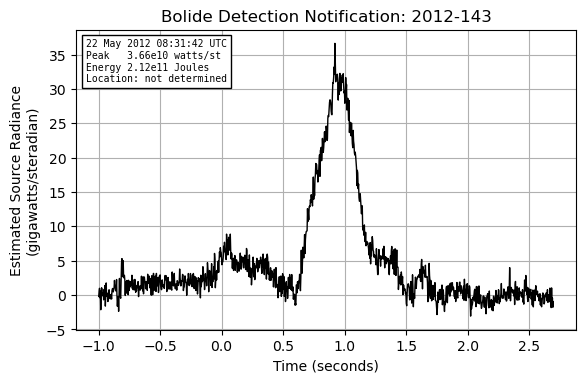 Bolide Detection Notification: 2012-143
22 May 2012 08:31:42 UTC
Peak   3.66e10 watts/st
Energy 2.12e11 Joules
Location: not determined
Estimated Source Radiance
(gigawatts/steradian)
35
30
25
20
15
10
5
0
−5
−1.0 −0.5 0.0 0.5 1.0 1.5 2.0 2.5
Time (seconds)